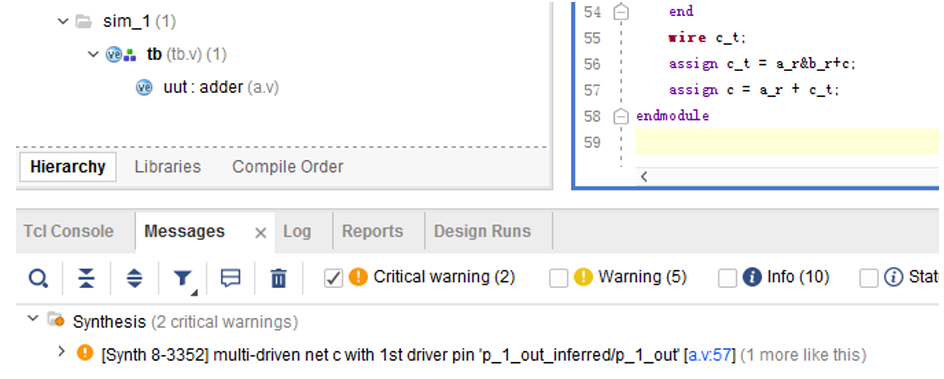 sim_1 (1)
tb (tb.v) (1)
uut : adder (a.v)
Hierarchy Libraries Compile Order
54 end
55 wire c_t;
56 assign c_t = a_r&b_r+c;
57 assign c = a_r + c_t;
58 endmodule
59
Tcl Console Messages Log Reports Design Runs
Critical warning (2) Warning (5) Info (10) Stat
Synthesis (2 critical warnings)
[Synth 8-3352] multi-driven net c with 1st driver pin 'p_1_out_inferred/p_1_out' [a.v:57] (1 more like this)